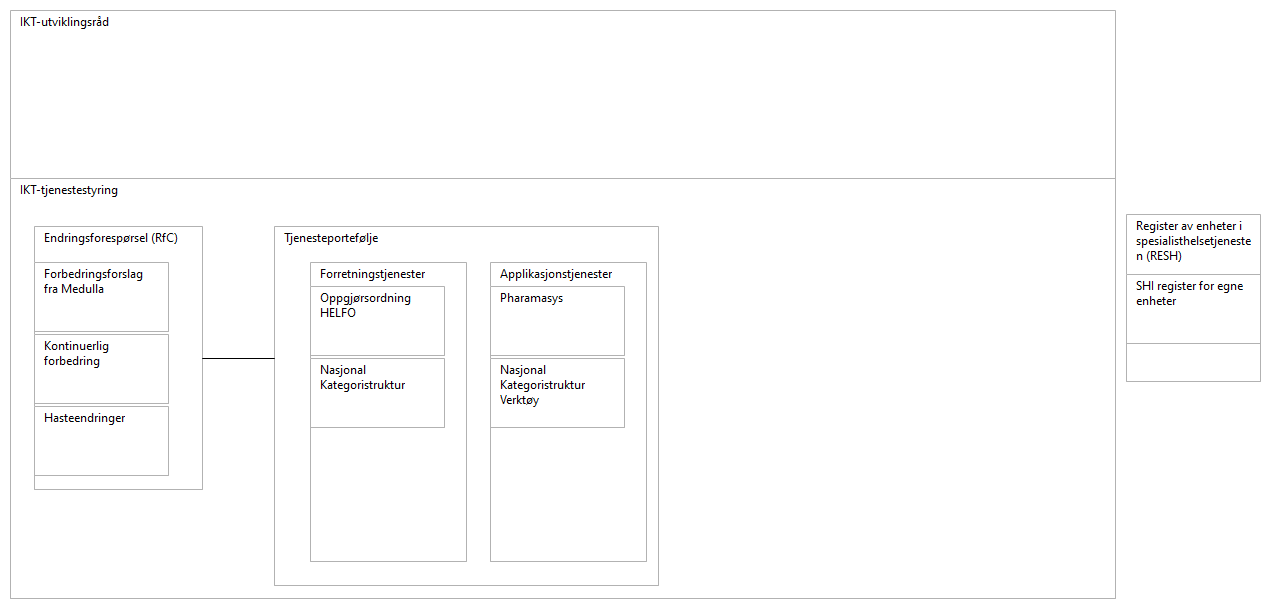 IKT-utviklingsråd
IKT-tjenestestyring
Endringsforespørsel (RfC)
Forbedringsforslag
fra Medulla
Kontinuerlig
forbedring
Hasteendringer
Tjenesteportefølje
Forretningstjenester
Oppgjørsordning
HELFO
Nasjonal
Kategoristruktur
Applikasjonstjenester
Pharamasys
Nasjonal
Kategoristruktur
Verktøy
Register av enheter i
spesialisthelsetjeneste
n (RESH)
SHI register for egne
enheter